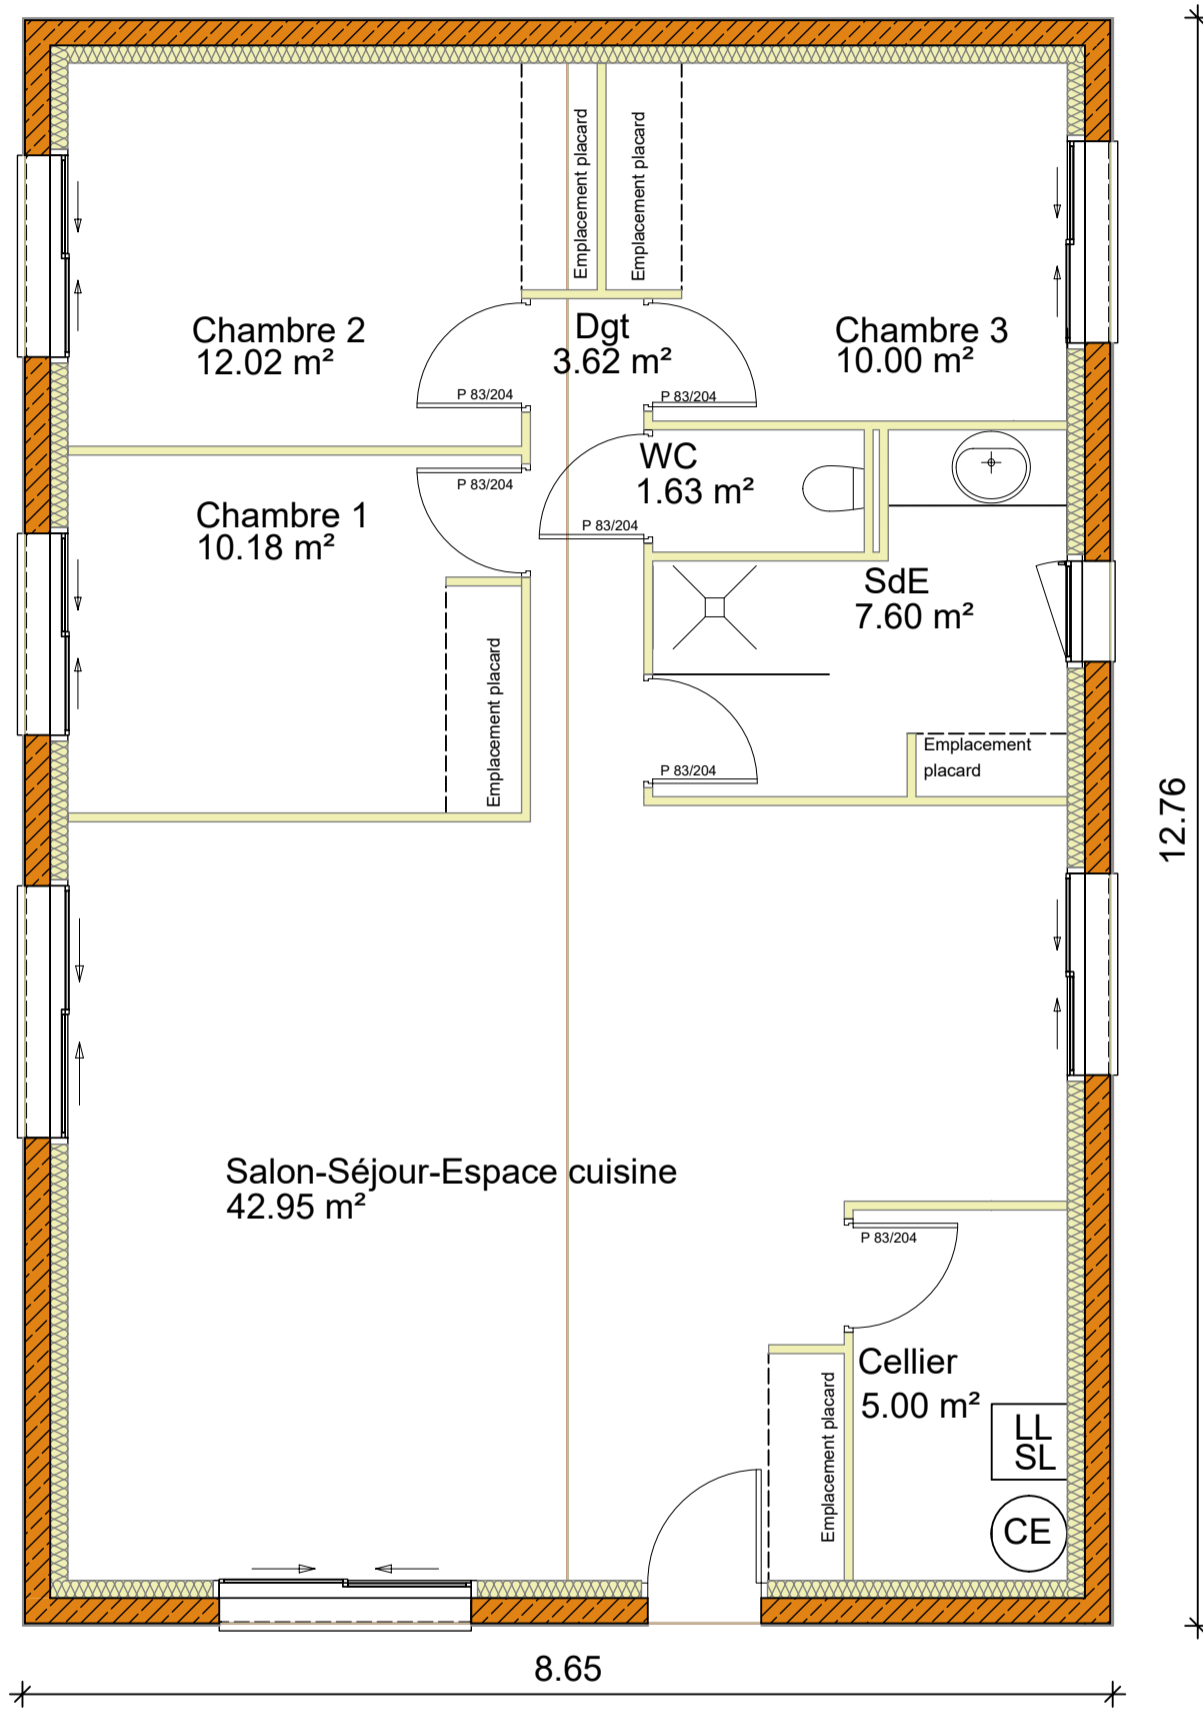 Emplacement placard
Emplacement placard
Chambre 2
12.02 m²
Dgt
3.62 m²
Chambre 3
10.00 m²
P 83/204
P 83/204
WC
1.63 m²
P 83/204
P 83/204
Chambre 1
10.18 m²
SdE
7.60 m²
Emplacement placard
P 83/204
Emplacement
placard
12.76
Salon-Séjour-Espace cuisine
42.95 m²
P 83/204
Cellier
5.00 m²
Emplacement placard
LL
SL
CE
8.65